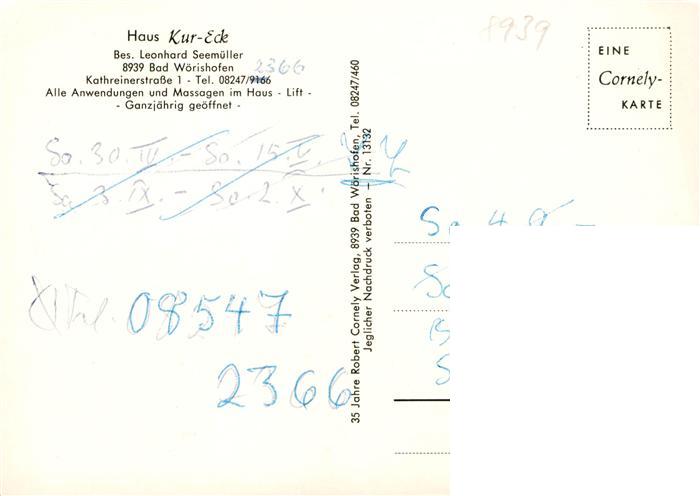 Haus Kur-Eck
Bes. Leonhard Seemüller
8939 Bad Wörishofen
2366
Kathreinerstraße 1 - Tel. 08247/9166
Alle Anwendungen und Massagen im Haus - Lift -
- Ganzjährig geöffnet -
8939
EINE
Cornely-
KARTE
So. 30. IV. - So. 15. V.
Sa. 3. IX. - So. 2. X.
08547
2366
35 Jahre Robert Cornely Verlag, 8939 Bad Wörishofen, Tel. 08247/460
Jeglicher Nachdruck verboten — Nr. 13132